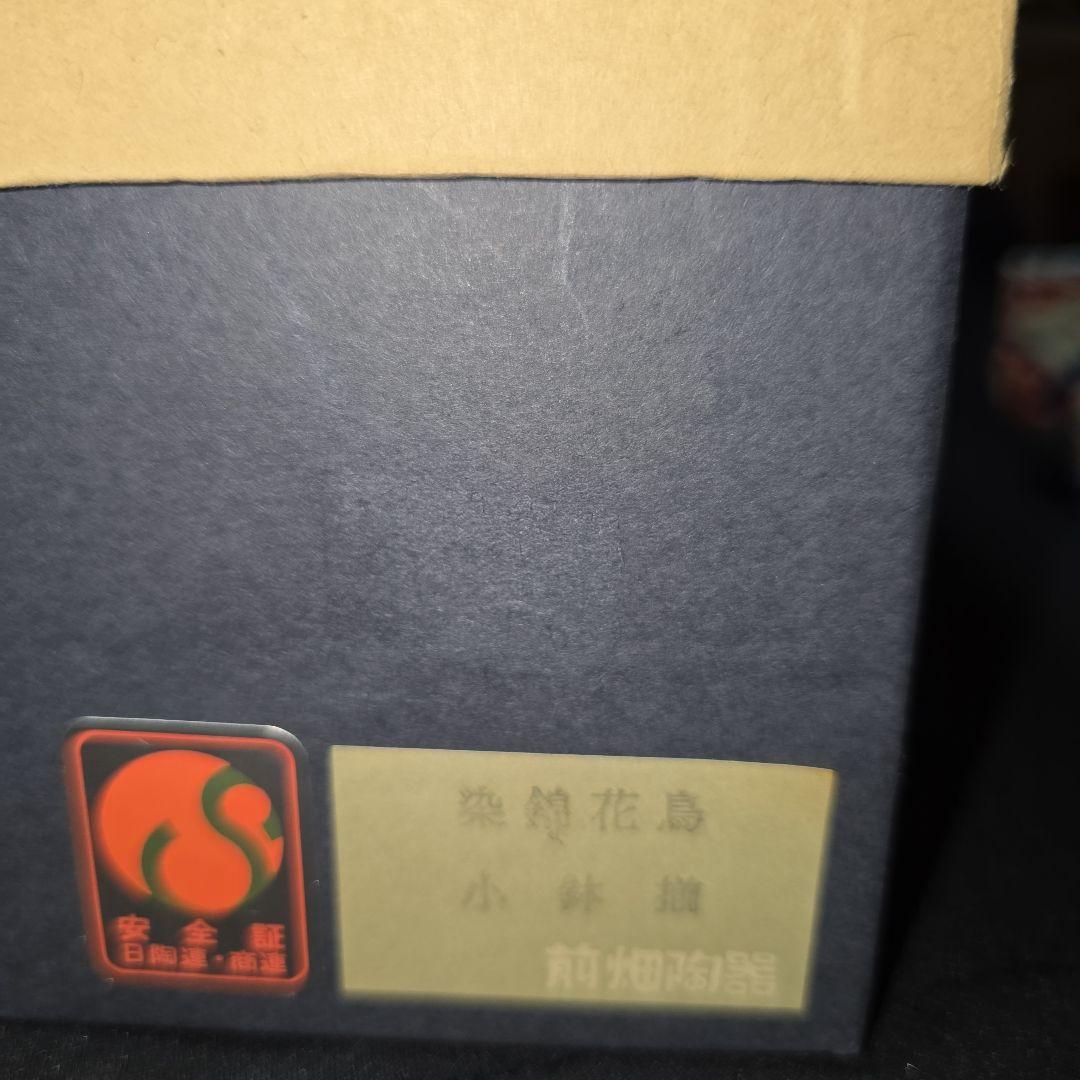 安全証
日陶連・商連
染錦花鳥
小鉢揃
前畑陶器